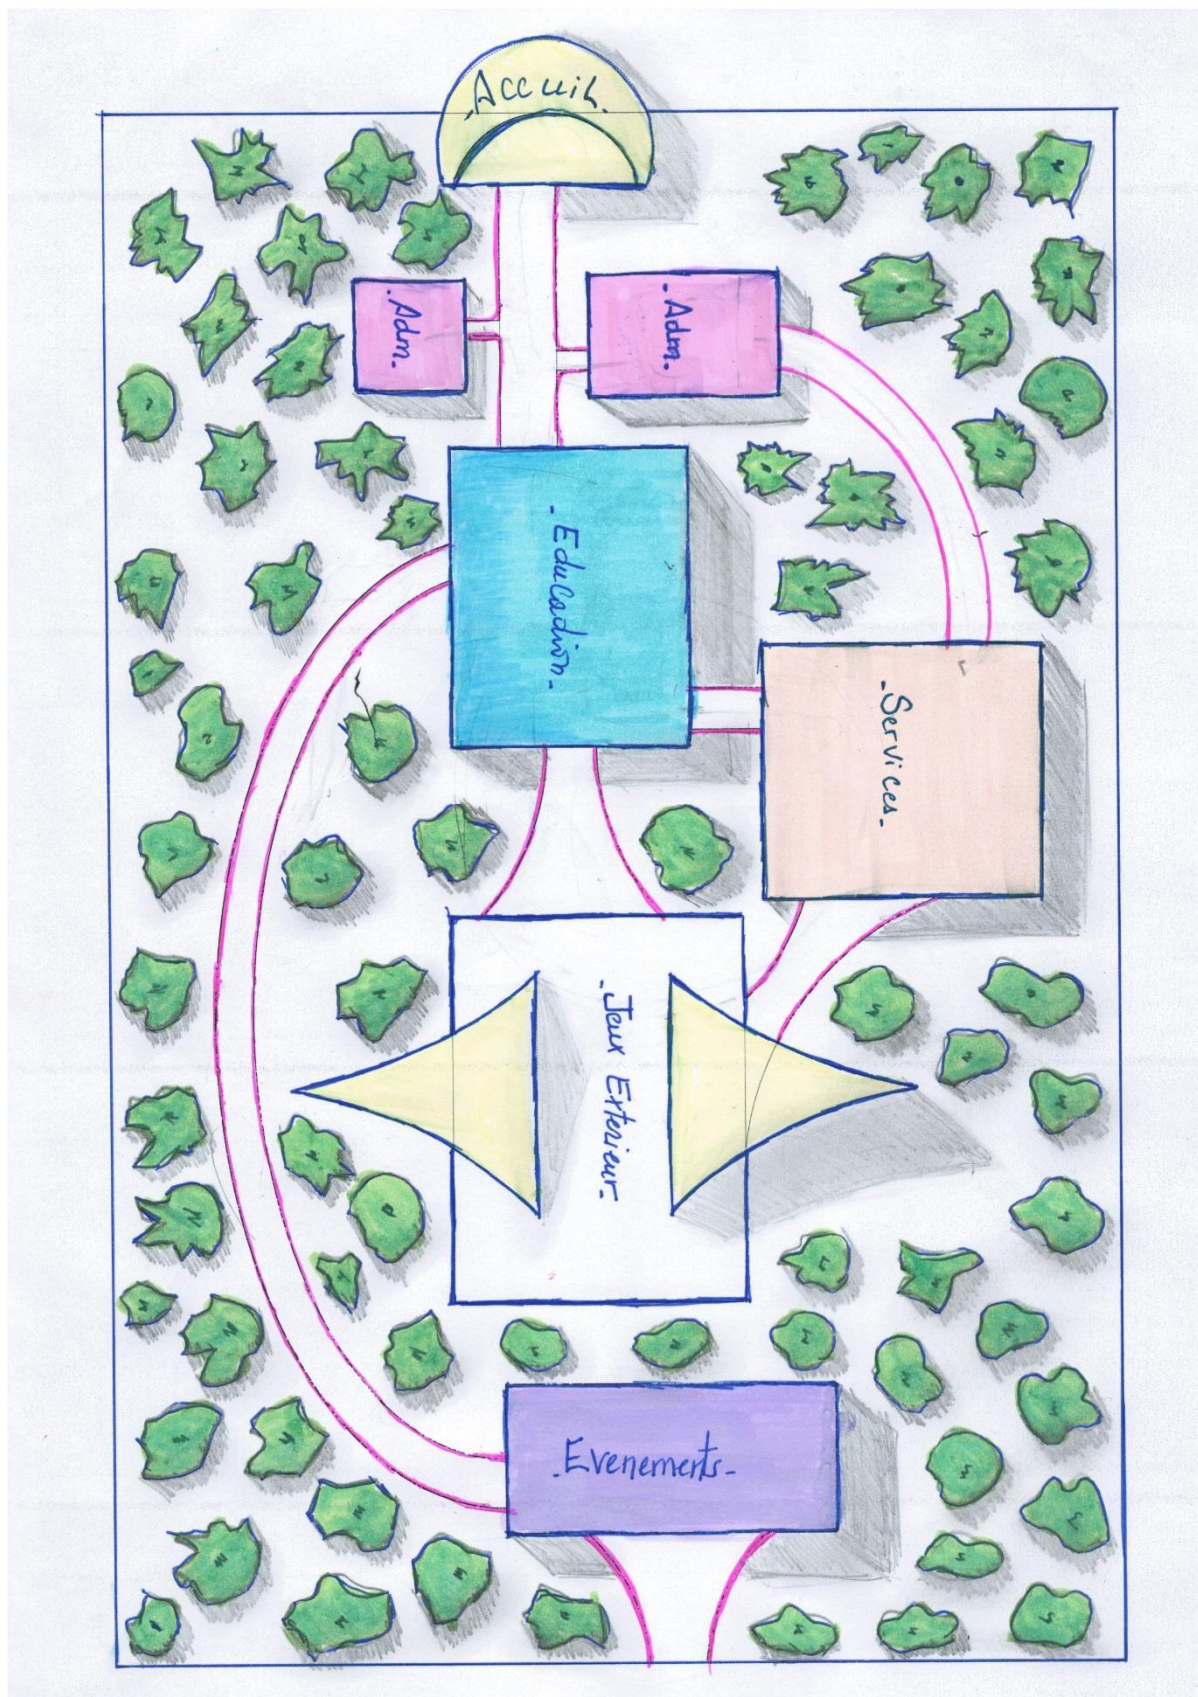 .Accuil.
-Adm-
-Adm-
-Education-
-Services-
-Jeux Exterieur-
-Evenements-